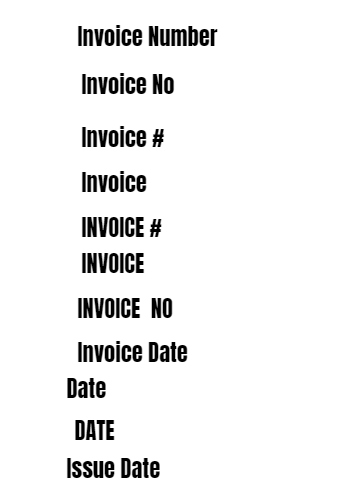 Invoice Number
Invoice No
Invoice #
Invoice
INVOICE #
INVOICE
INVOICE NO
Invoice Date
Date
DATE
Issue Date